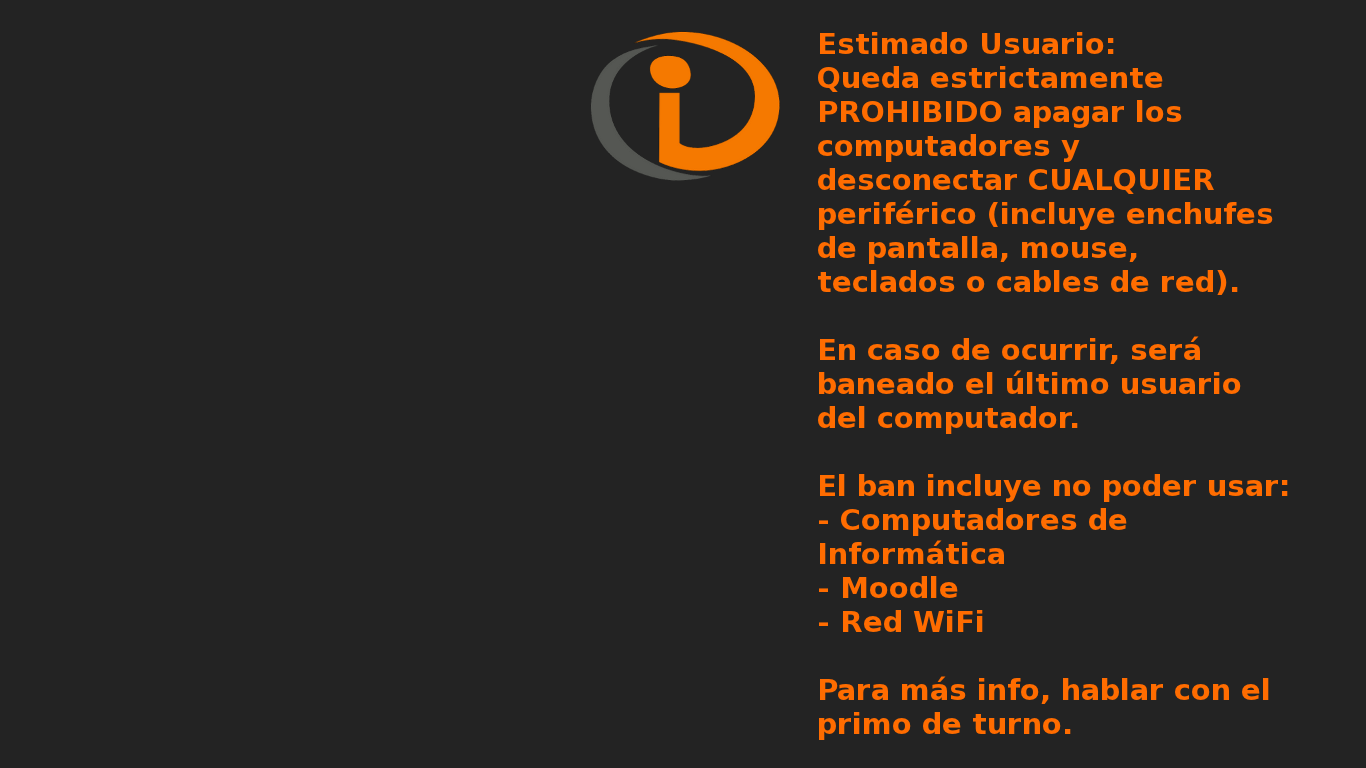 Estimado Usuario:
Queda estrictamente
PROHIBIDO apagar los
computadores y
desconectar CUALQUIER
periférico (incluye enchufes
de pantalla, mouse,
teclados o cables de red).
En caso de ocurrir, será
baneado el último usuario
del computador.
El ban incluye no poder usar:
- Computadores de
Informática
- Moodle
- Red WiFi
Para más info, hablar con el
primo de turno.